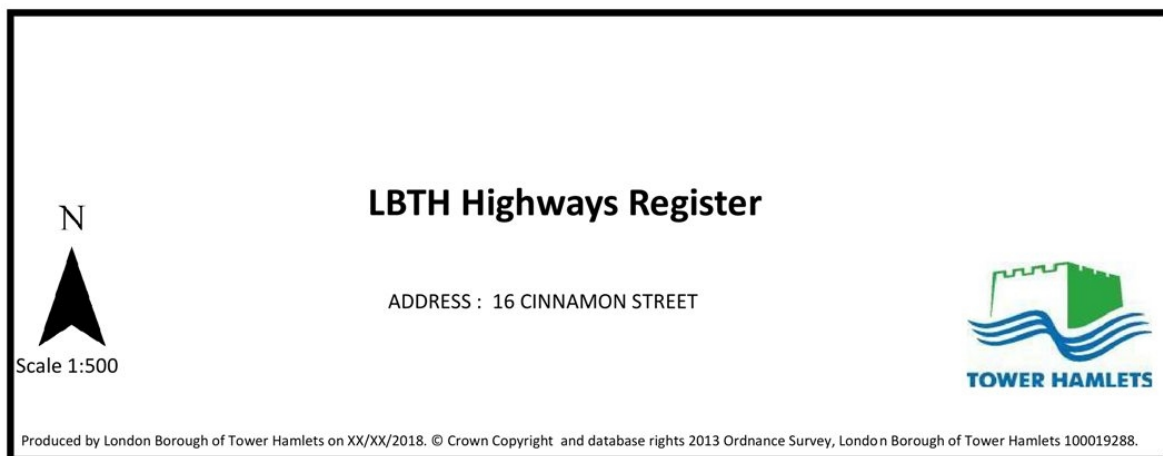 LBTH Highways Register
N
ADDRESS : 16 CINNAMON STREET
Scale 1:500
TOWER HAMLETS
Produced by London Borough of Tower Hamlets on XX/XX/2018. © Crown Copyright and database rights 2013 Ordnance Survey, London Borough of Tower Hamlets 100019288.